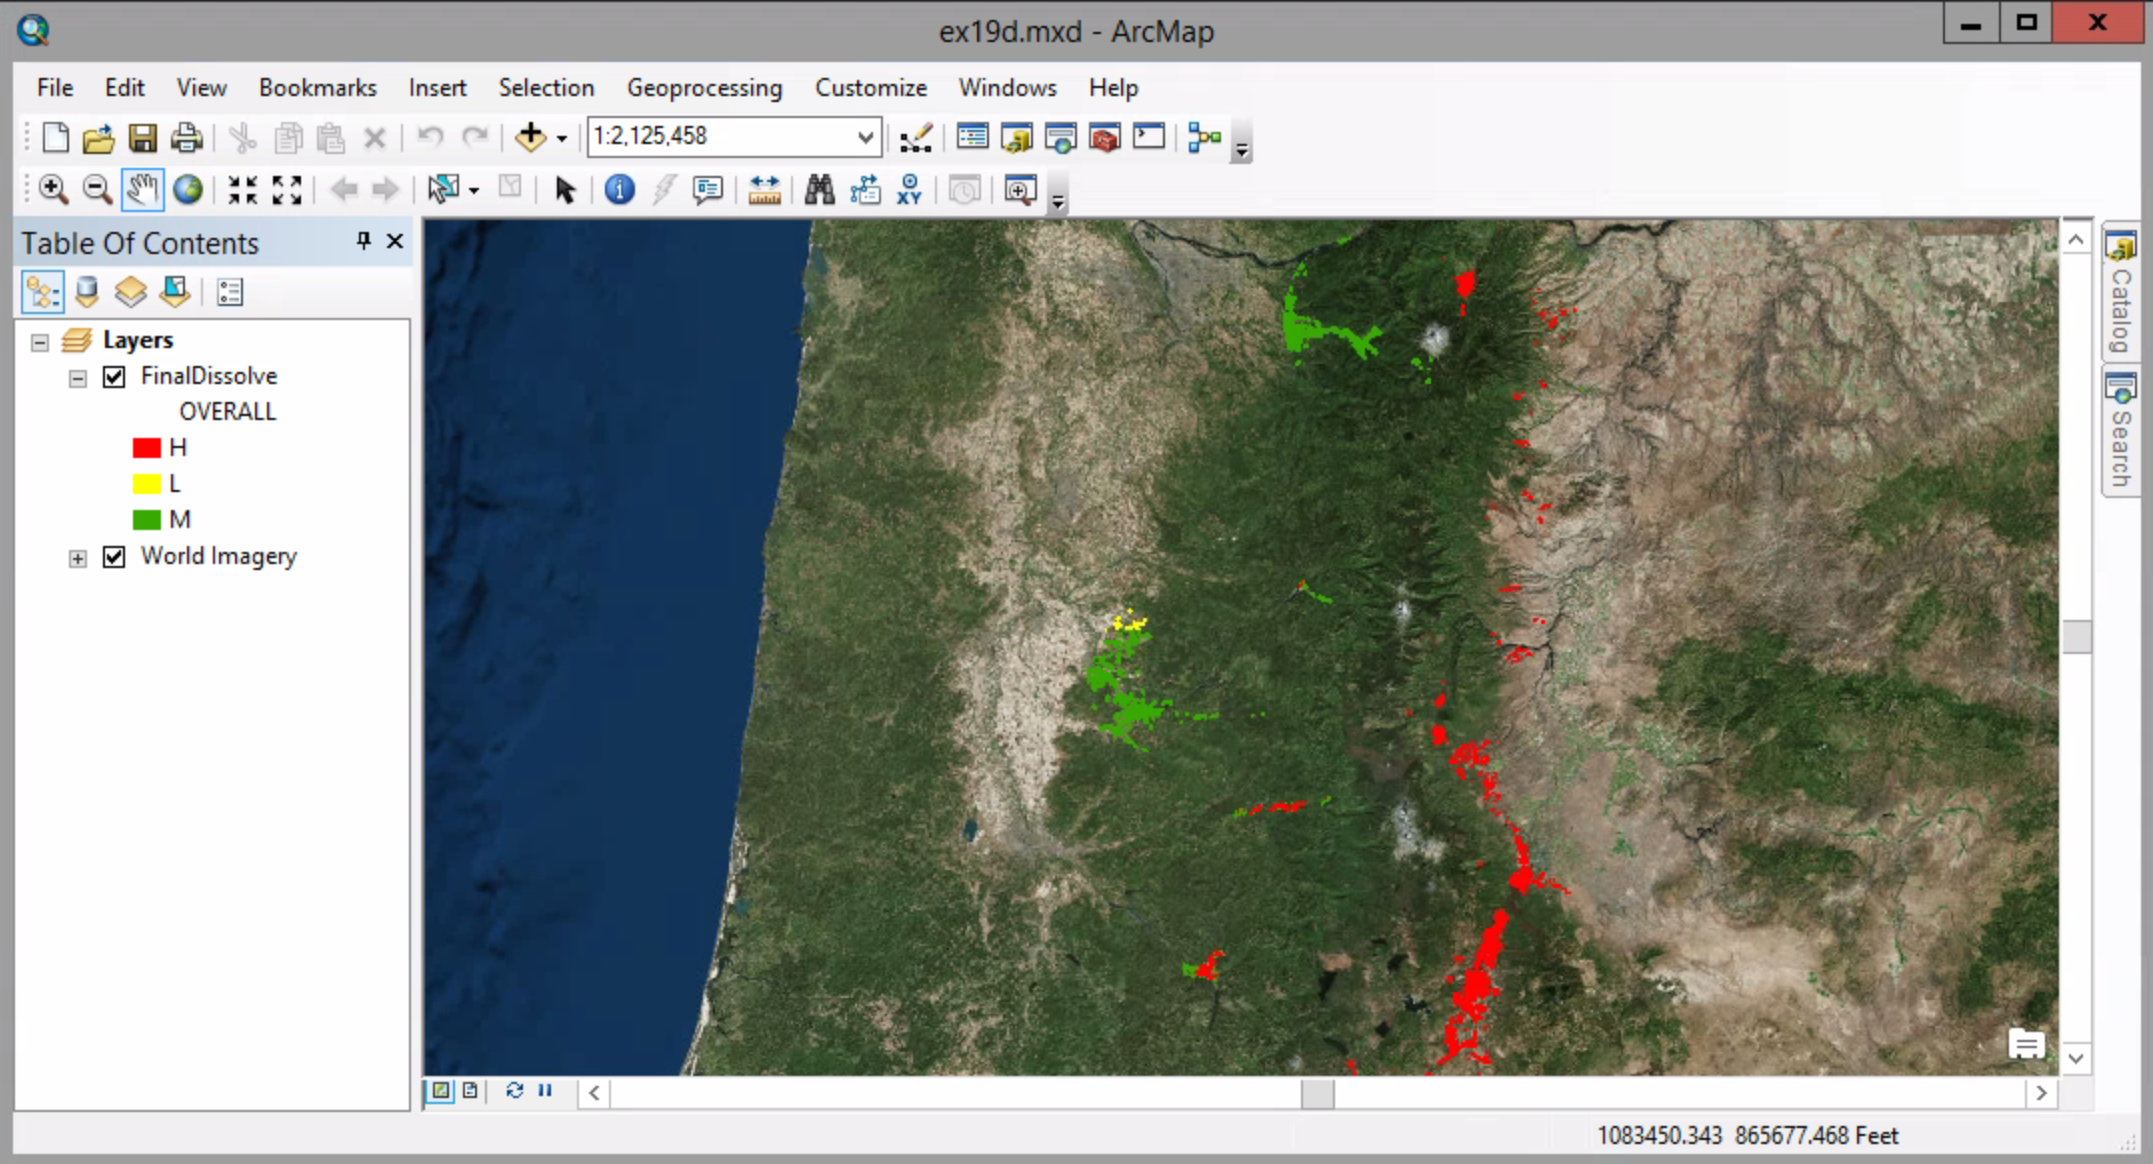 ex19d.mxd - ArcMap
File Edit View Bookmarks Insert Selection Geoprocessing Customize Windows Help
1:2,125,458
XY
Table Of Contents
Layers
FinalDissolve
OVERALL
H
L
M
World Imagery
Catalog
Search
1083450.343 865677.468 Feet